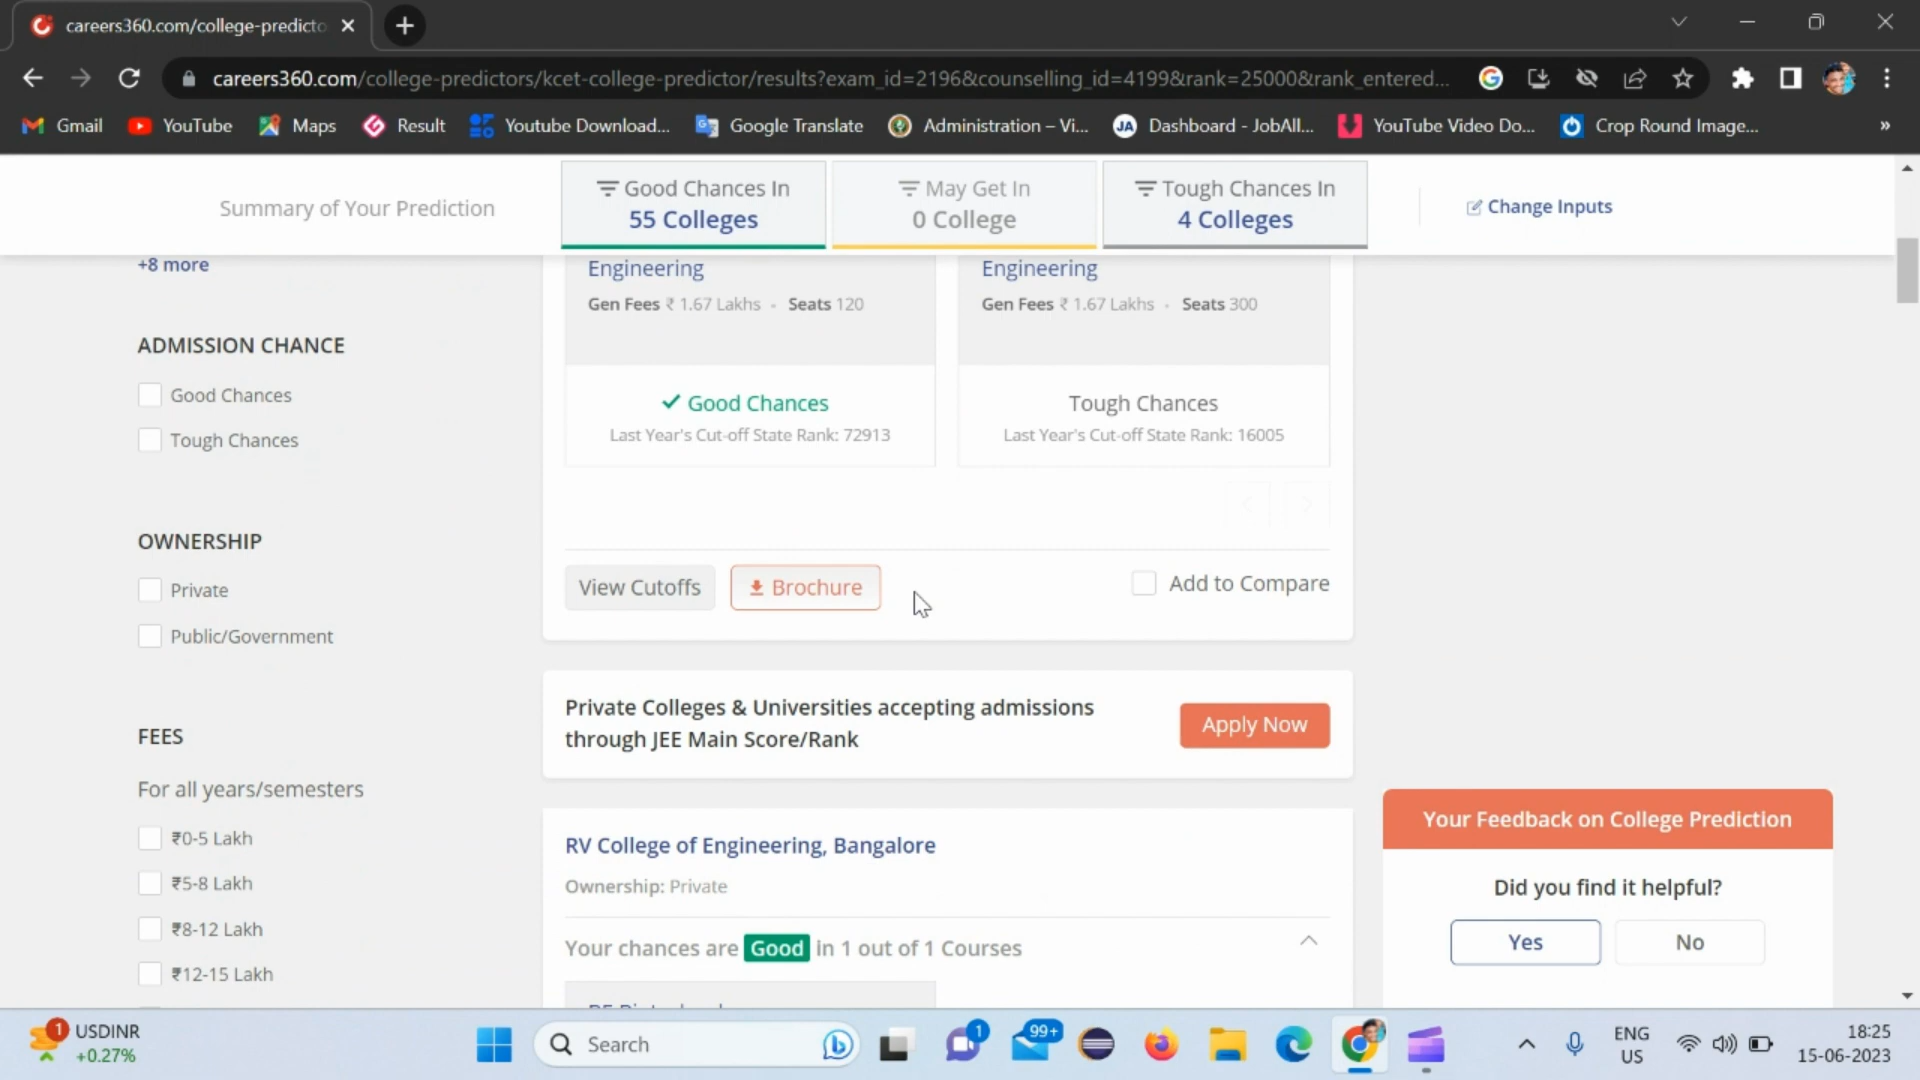 careers360.com/college-predicto
careers360.com/college-predictors/kcet-college-predictor/results?exam_id=2196&counselling_id=4199&rank=25000&rank_entered...
Gmail YouTube Maps Result Youtube Download... Google Translate Administration – Vi... JA Dashboard - JobAll... YouTube Video Do... Crop Round Image... »
Summary of Your Prediction
Good Chances In
55 Colleges
May Get In
0 College
Tough Chances In
4 Colleges
Change Inputs
+8 more
ADMISSION CHANCE
Good Chances
Tough Chances
OWNERSHIP
Private
Public/Government
FEES
For all years/semesters
₹0-5 Lakh
₹5-8 Lakh
₹8-12 Lakh
₹12-15 Lakh
Engineering
Gen Fees ₹ 1.67 Lakhs - Seats 120
Good Chances
Last Year's Cut-off State Rank: 72913
Engineering
Gen Fees ₹ 1.67 Lakhs - Seats 300
Tough Chances
Last Year's Cut-off State Rank: 16005
View Cutoffs
Brochure
Add to Compare
Private Colleges & Universities accepting admissions
through JEE Main Score/Rank
Apply Now
RV College of Engineering, Bangalore
Ownership: Private
Your chances are Good in 1 out of 1 Courses
Your Feedback on College Prediction
Did you find it helpful?
Yes
No
1
USDINR
+0.27%
Search
1
99+
ENG
US
18:25
15-06-2023